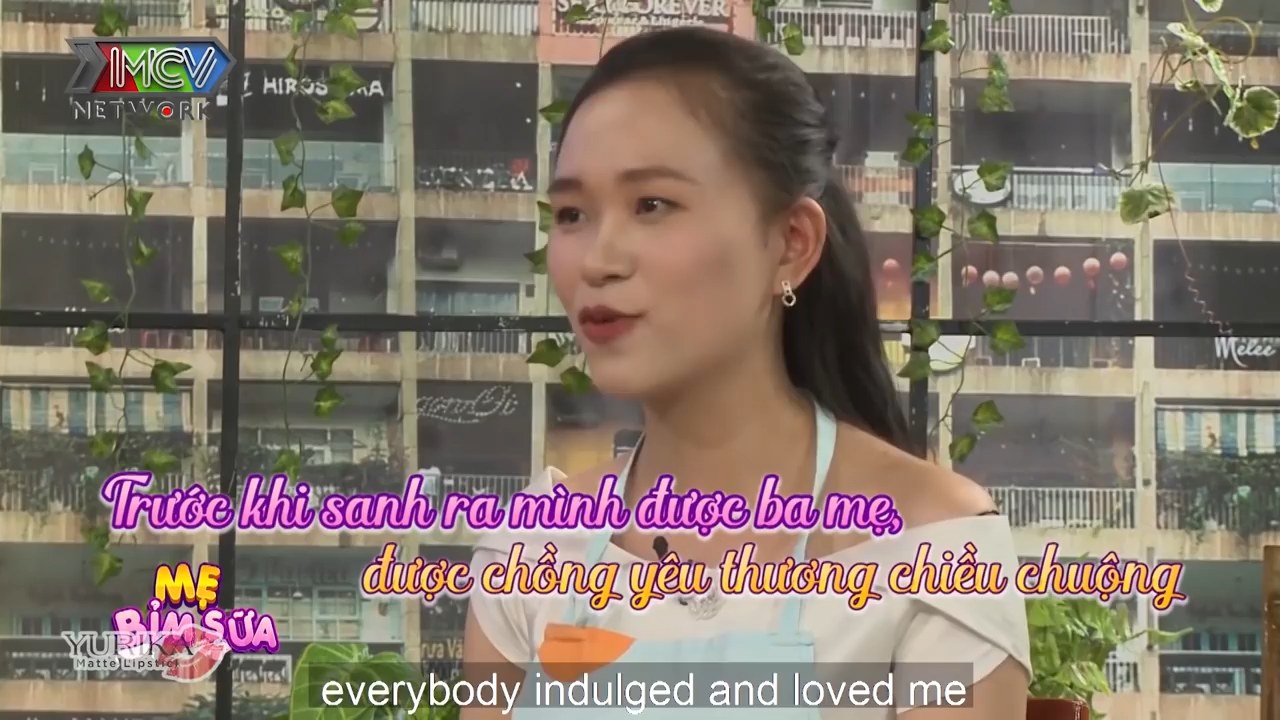 MCV
NETWORK
Trước khi sanh ra mình được ba mẹ,
được chồng yêu thương chiều chuộng
MẸ
BỈM SỮA
YURIKA
Matte Lipstick
everybody indulged and loved me